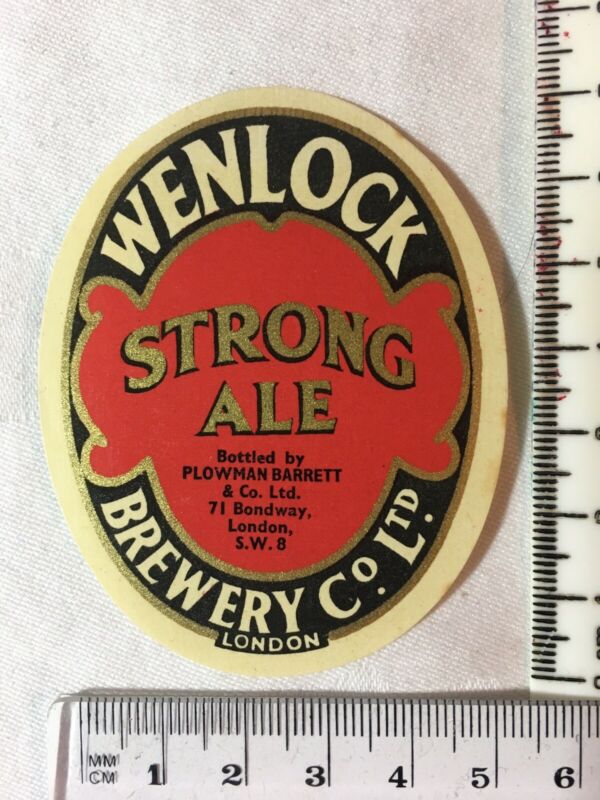 WENLOCK
STRONG
ALE
Bottled by
PLOWMAN BARRETT
& Co. Ltd.
71 Bondway,
London,
S.W. 8
BREWERY Co. LTD.
LONDON
MM
CM 1 2 3 4 5 6